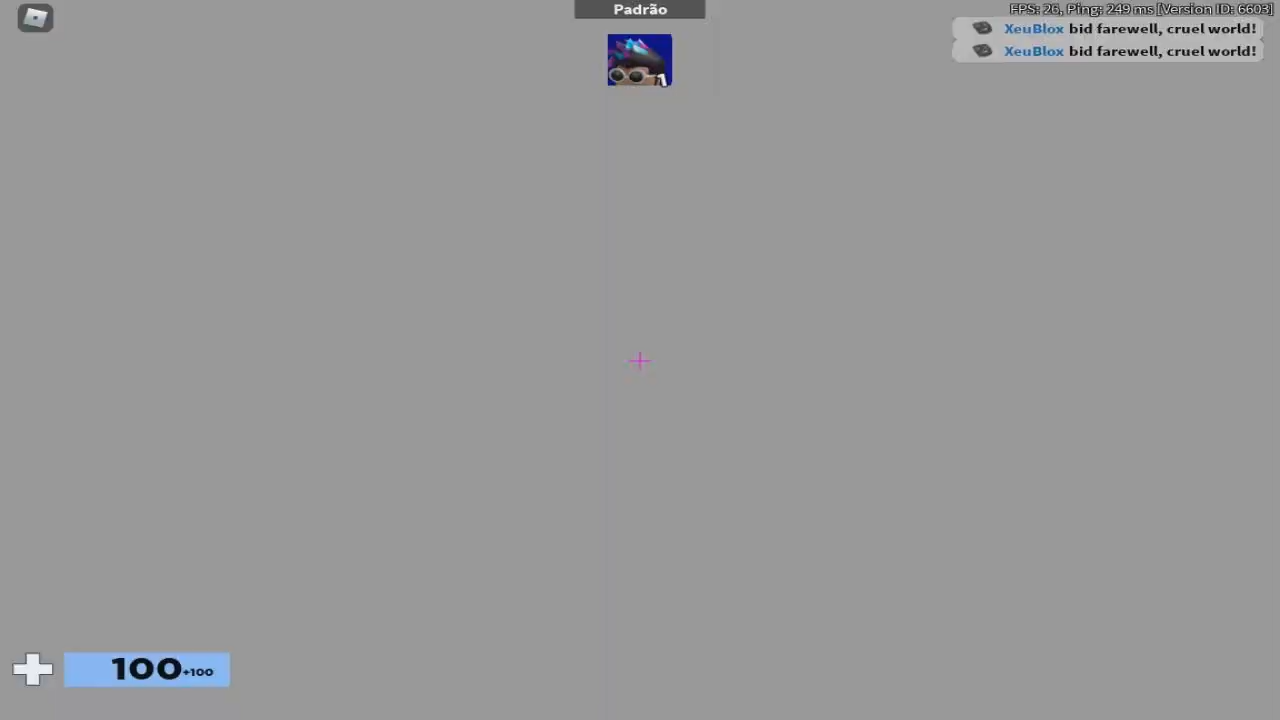 Padrão
FPS: 26, Ping: 249 ms [Version ID: 6603]
XeuBlox bid farewell, cruel world!
XeuBlox bid farewell, cruel world!
100+100